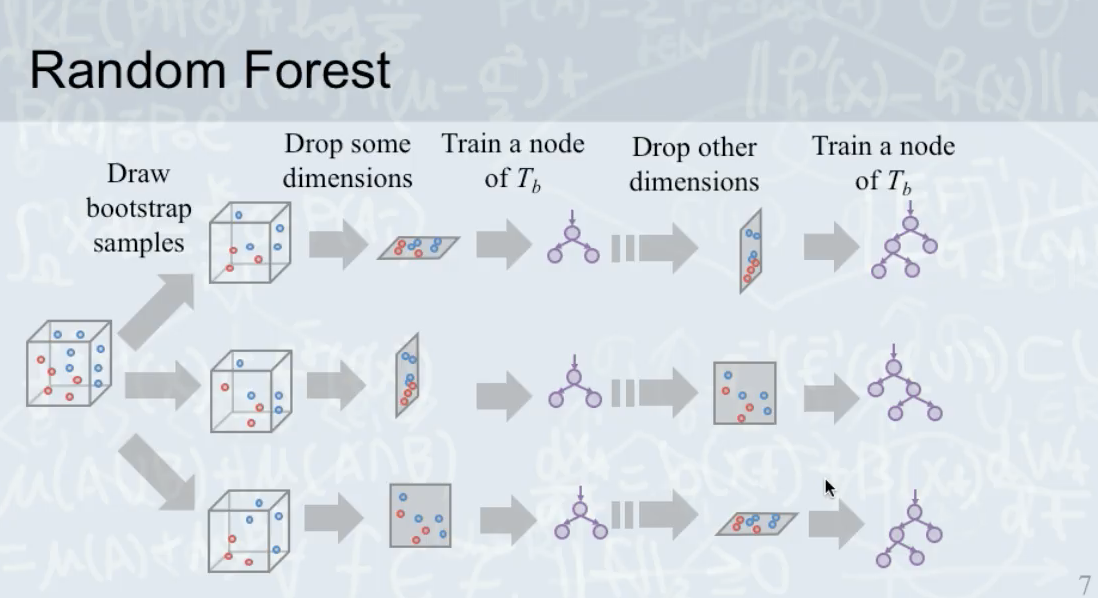 Random Forest
Draw
bootstrap
samples
Drop some
dimensions
Train a node
of T_b
Drop other
dimensions
Train a node
of T_b
7